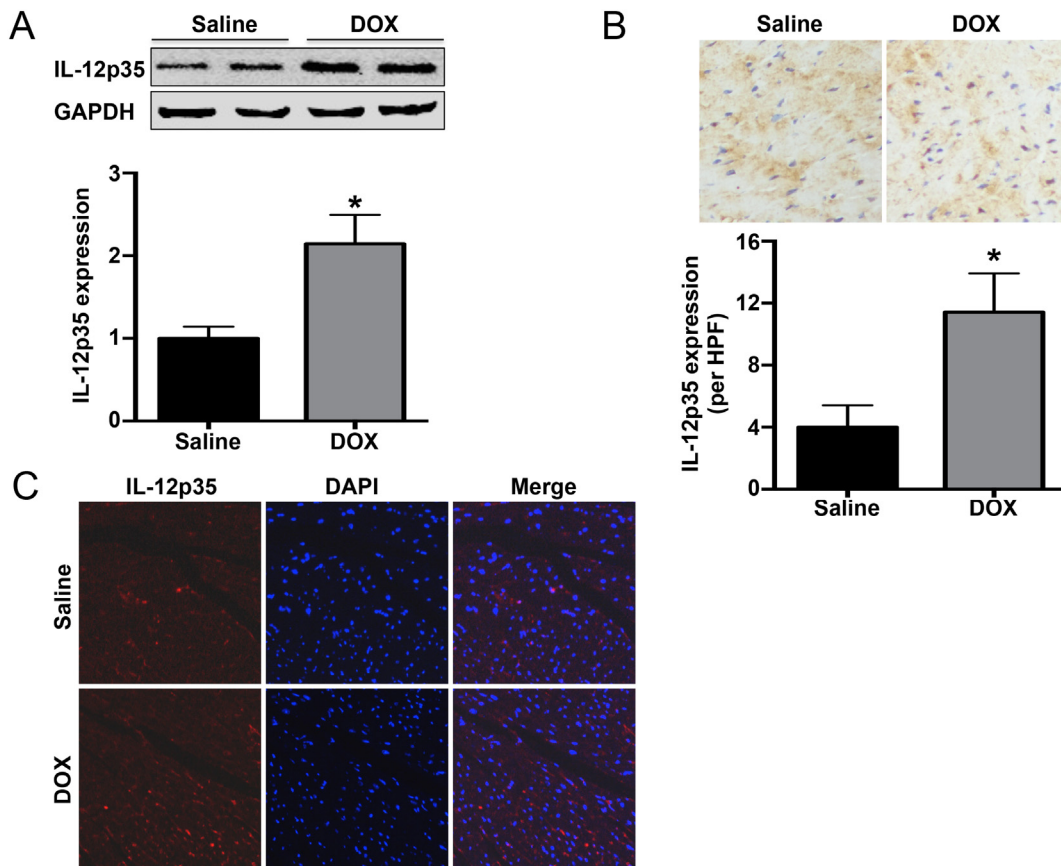 A
Saline DOX
IL-12p35
GAPDH
IL-12p35 expression
3
2
1
0
*
Saline DOX
B
Saline DOX
IL-12p35 expression
(per HPF)
16
12
8
4
0
*
Saline DOX
C
IL-12p35 DAPI Merge
Saline
DOX